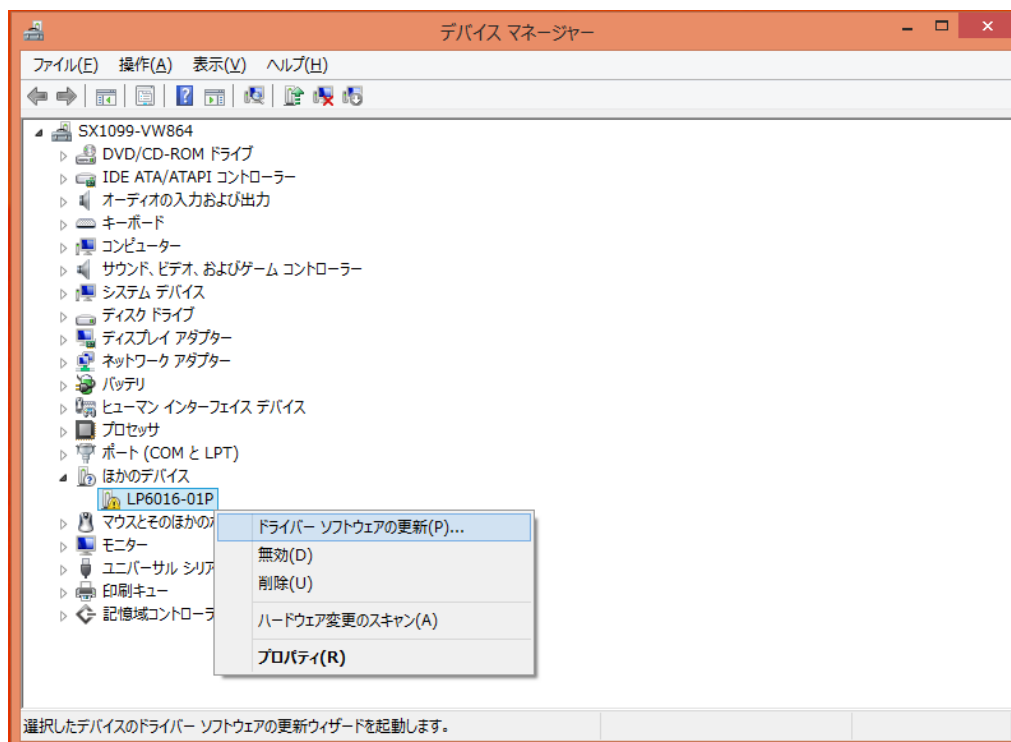 デバイス マネージャー
ファイル(F) 操作(A) 表示(V) ヘルプ(H)
SX1099-VW864
DVD/CD-ROM ドライブ
IDE ATA/ATAPI コントローラー
オーディオの入力および出力
キーボード
コンピューター
サウンド、ビデオ、およびゲーム コントローラー
システム デバイス
ディスク ドライブ
ディスプレイ アダプター
ネットワーク アダプター
バッテリ
ヒューマン インターフェイス デバイス
プロセッサ
ポート (COM と LPT)
ほかのデバイス
LP6016-01P
マウスとそのほかの
モニター
ユニバーサル シリア
印刷キュー
記憶域コントローラ
ドライバー ソフトウェアの更新(P)...
無効(D)
削除(U)
ハードウェア変更のスキャン(A)
プロパティ(R)
選択したデバイスのドライバー ソフトウェアの更新ウィザードを起動します。